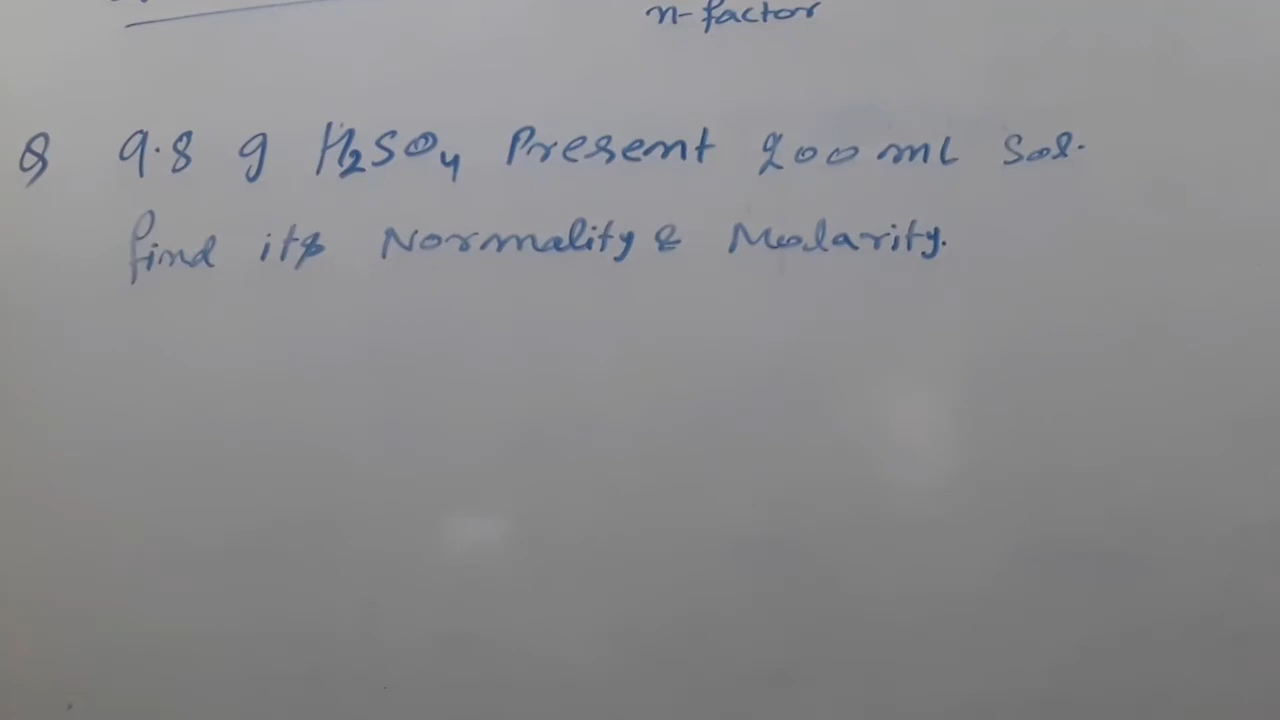 n-factor
Q 9.8 g H₂SO₄ Present 200 mL Sol.
find its Normality & Molarity.